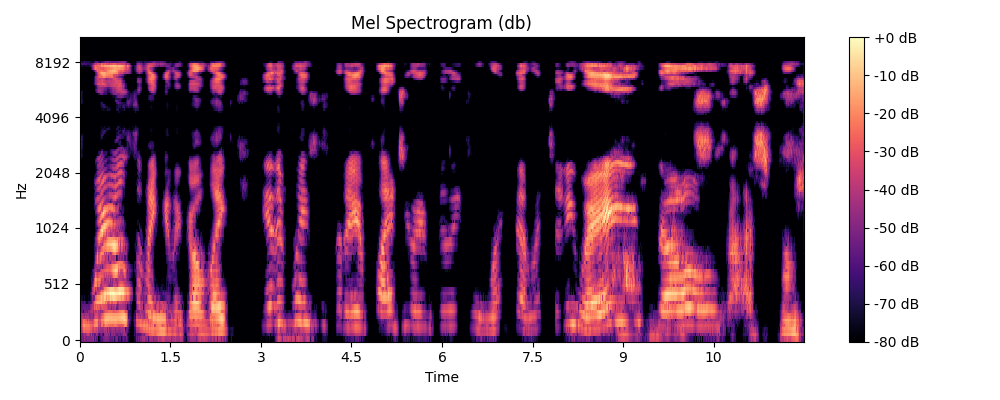 Mel Spectrogram (db)
8192
4096
2048
1024
512
0
Hz
0 1.5 3 4.5 6 7.5 9 10
Time
+0 dB
-10 dB
-20 dB
-30 dB
-40 dB
-50 dB
-60 dB
-70 dB
-80 dB